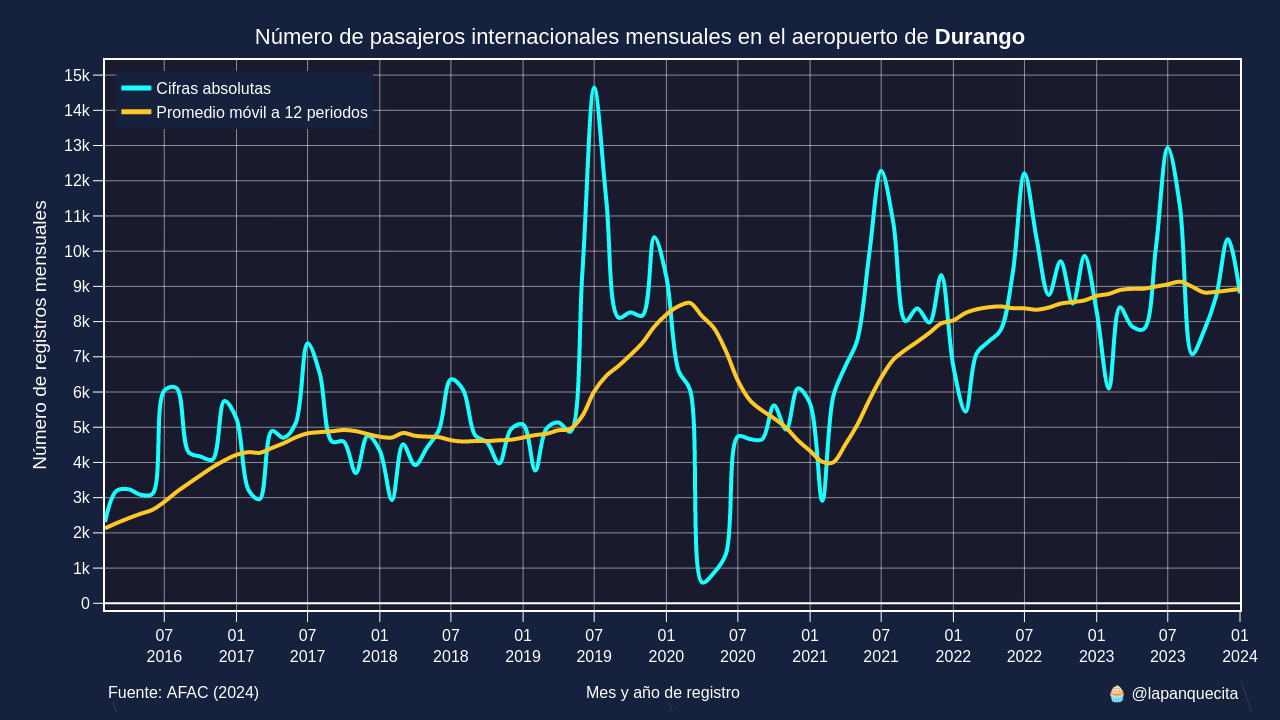 Número de pasajeros internacionales mensuales en el aeropuerto de Durango
Cifras absolutas
Promedio móvil a 12 periodos
Número de registros mensuales
15k
14k
13k
12k
11k
10k
9k
8k
7k
6k
5k
4k
3k
2k
1k
0
07 01 07 01 07 01 07 01 07 01 07 01 07 01 07 01
2016 2017 2017 2018 2018 2019 2019 2020 2020 2021 2021 2022 2022 2023 2023 2024
Fuente: AFAC (2024)
Mes y año de registro
🧁 @lapanquecita